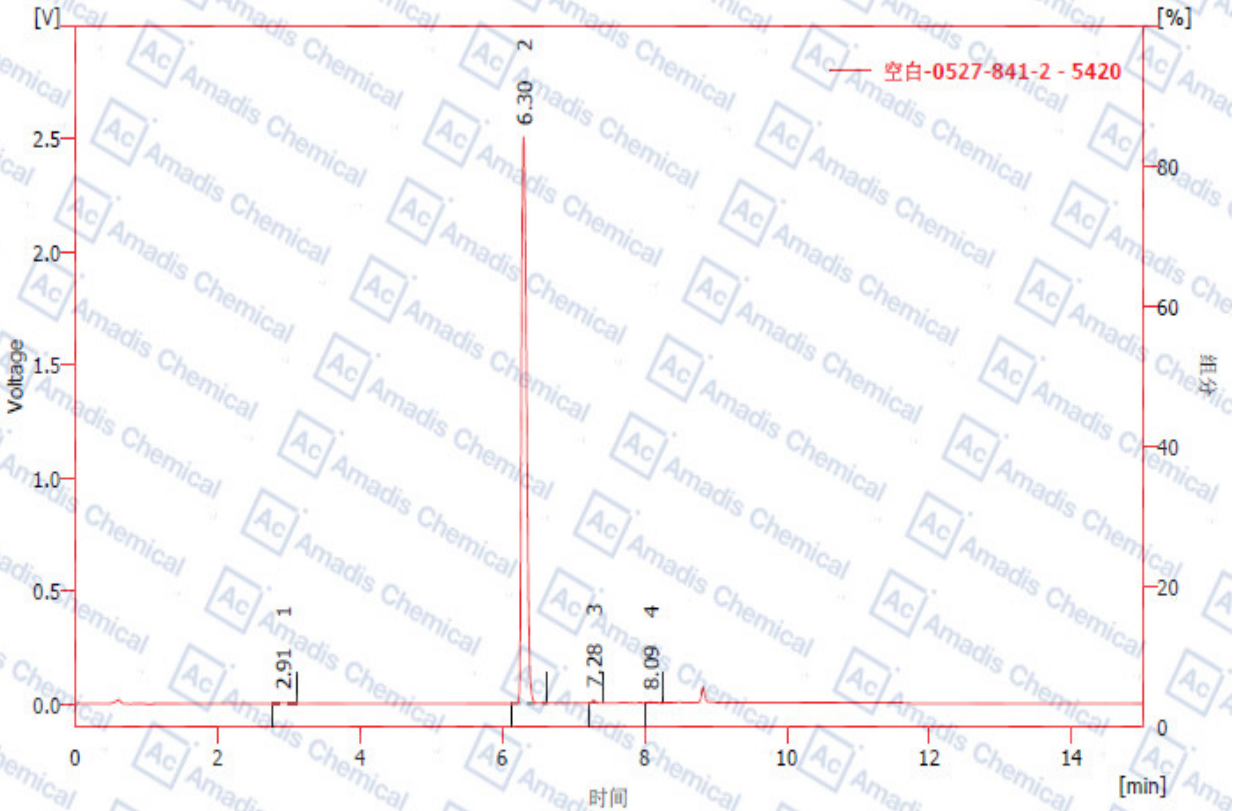 [V]
[%]
空白-0527-841-2 - 5420
6.30 2
2.5
80
2.0
60
Voltage
1.5
组分
40
1.0
0.5
20
2.91 1
7.28 3
8.09 4
0.0
0
0 2 4 6 8 10 12 14
[min]
时间
Ac Amadis Chemical